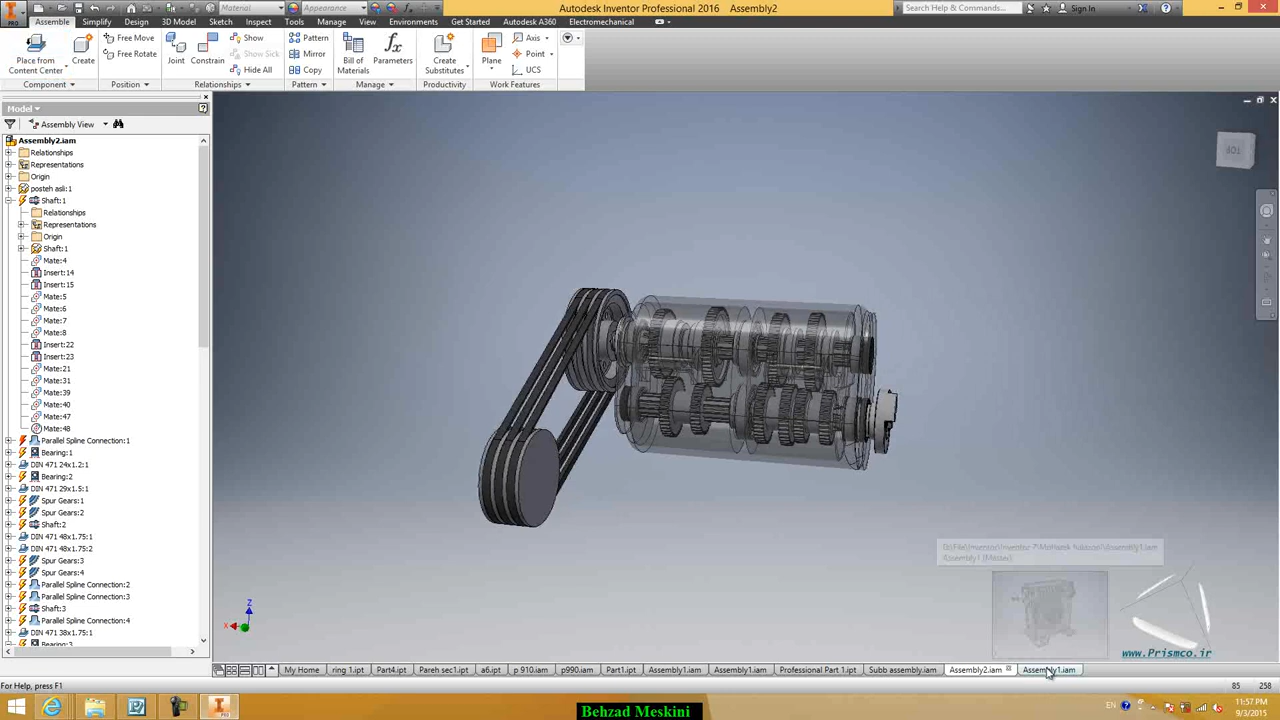 Autodesk Inventor Professional 2016 Assembly2
Material
Appearance
Search Help & Commands...
Sign In
PRO
Assemble Simplify Design 3D Model Sketch Inspect Tools Manage View Environments Get Started Autodesk A360 Electromechanical
Place from
Content Center
Create
Free Move
Free Rotate
Joint
Constrain
Show
Show Sick
Hide All
Pattern
Mirror
Copy
Bill of
Materials
Parameters
Create
Substitutes
Plane
Axis
Point
UCS
Component Position Relationships Pattern Manage Productivity Work Features
Model
Assembly View
Assembly2.iam
Relationships
Representations
Origin
posteh asli:1
Shaft:1
Relationships
Representations
Origin
Shaft:1
Mate:4
Insert:14
Insert:15
Mate:5
Mate:6
Mate:7
Mate:8
Insert:22
Insert:23
Mate:21
Mate:31
Mate:39
Mate:40
Mate:47
Mate:48
Parallel Spline Connection:1
Bearing:1
DIN 471 24x1.2:1
Bearing:2
DIN 471 29x1.5:1
Spur Gears:1
Spur Gears:2
Shaft:2
DIN 471 48x1.75:1
DIN 471 48x1.75:2
Spur Gears:3
Spur Gears:4
Parallel Spline Connection:2
Parallel Spline Connection:3
Shaft:3
Parallel Spline Connection:4
DIN 471 38x1.75:1
Bearing:3
TOP
Z
X
www.Prismco.ir
My Home ring 1.ipt Part4.ipt Pareh sec1.ipt a6.ipt p 910.iam p990.iam Part1.ipt Assembly1.iam Assembly1.iam Professional Part 1.ipt Subb assembly.iam Assembly2.iam Assembly1.iam
For Help, press F1
85 258
EN
11:57 PM
9/3/2015
Behzad Meskini